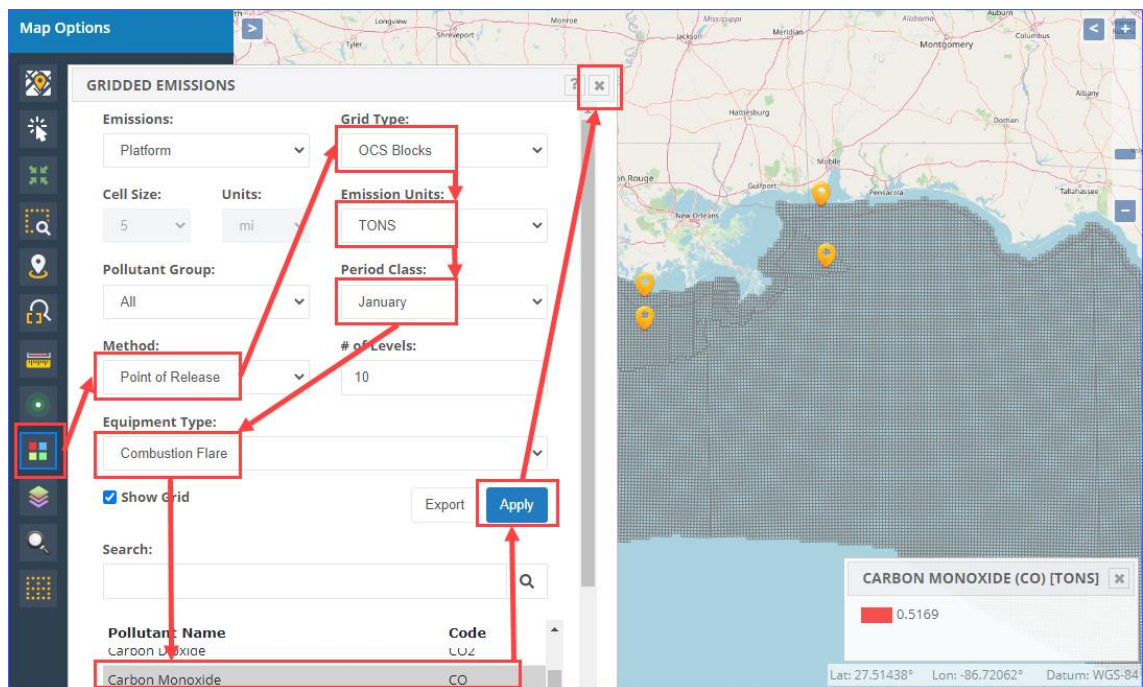 Map Options
GRIDDED EMISSIONS
?
Emissions:
Grid Type:
Platform
OCS Blocks
Cell Size:
Units:
Emission Units:
5
mi
TONS
Pollutant Group:
Period Class:
All
January
Method:
# of Levels:
Point of Release
10
Equipment Type:
Combustion Flare
Show Grid
Export
Apply
Search:
Pollutant Name
Code
Carbon Dioxide
CO2
Carbon Monoxide
CO
Longview
Monroe
Mississippi
Alabama
Auburn
Tyler
Shreveport
Jackson
Meridian
Montgomery
Columbus
Albany
Hattiesburg
Dothan
Mobile
on Rouge
Gulfport
Pensacola
Tallahassee
New Orleans
CARBON MONOXIDE (CO) [TONS]
0.5169
Lat: 27.51438° Lon: -86.72062° Datum: WGS-84